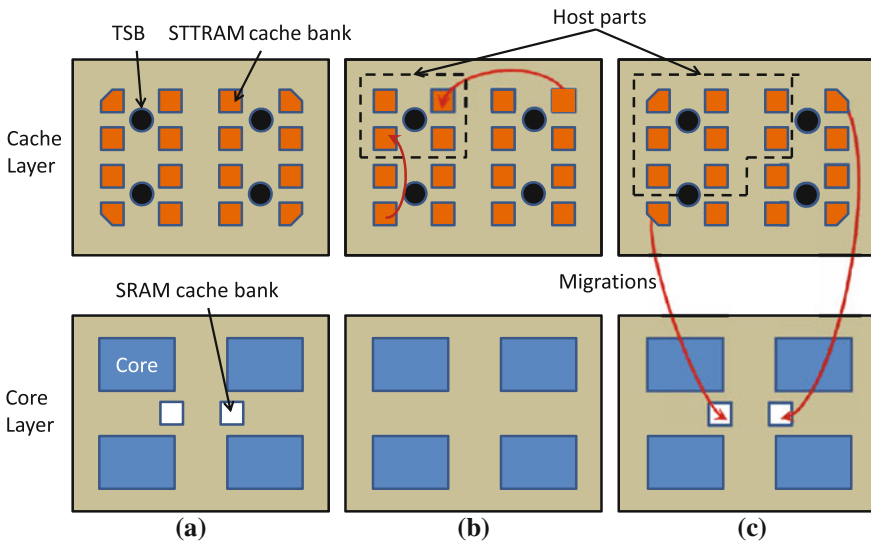 Host parts
TSB
STTRAM cache bank
Cache
Layer
Migrations
SRAM cache bank
Core
Core
Layer
(a)
(b)
(c)